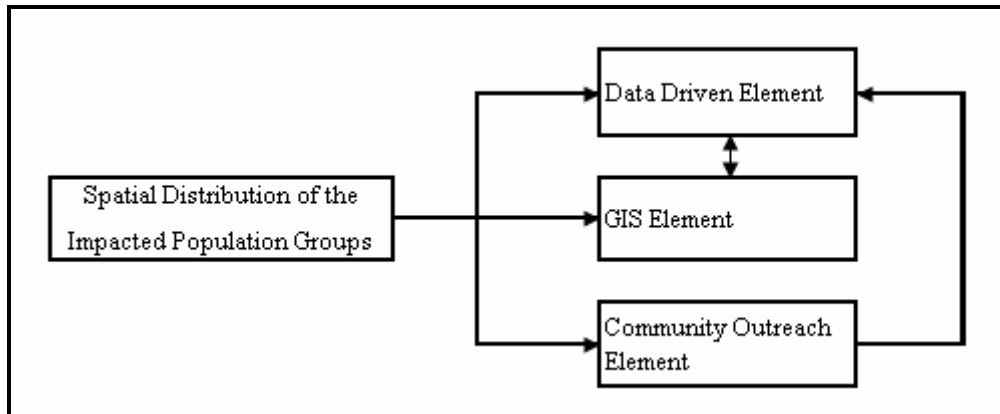 Data Driven Element
Spatial Distribution of the
Impacted Population Groups
GIS Element
Community Outreach
Element